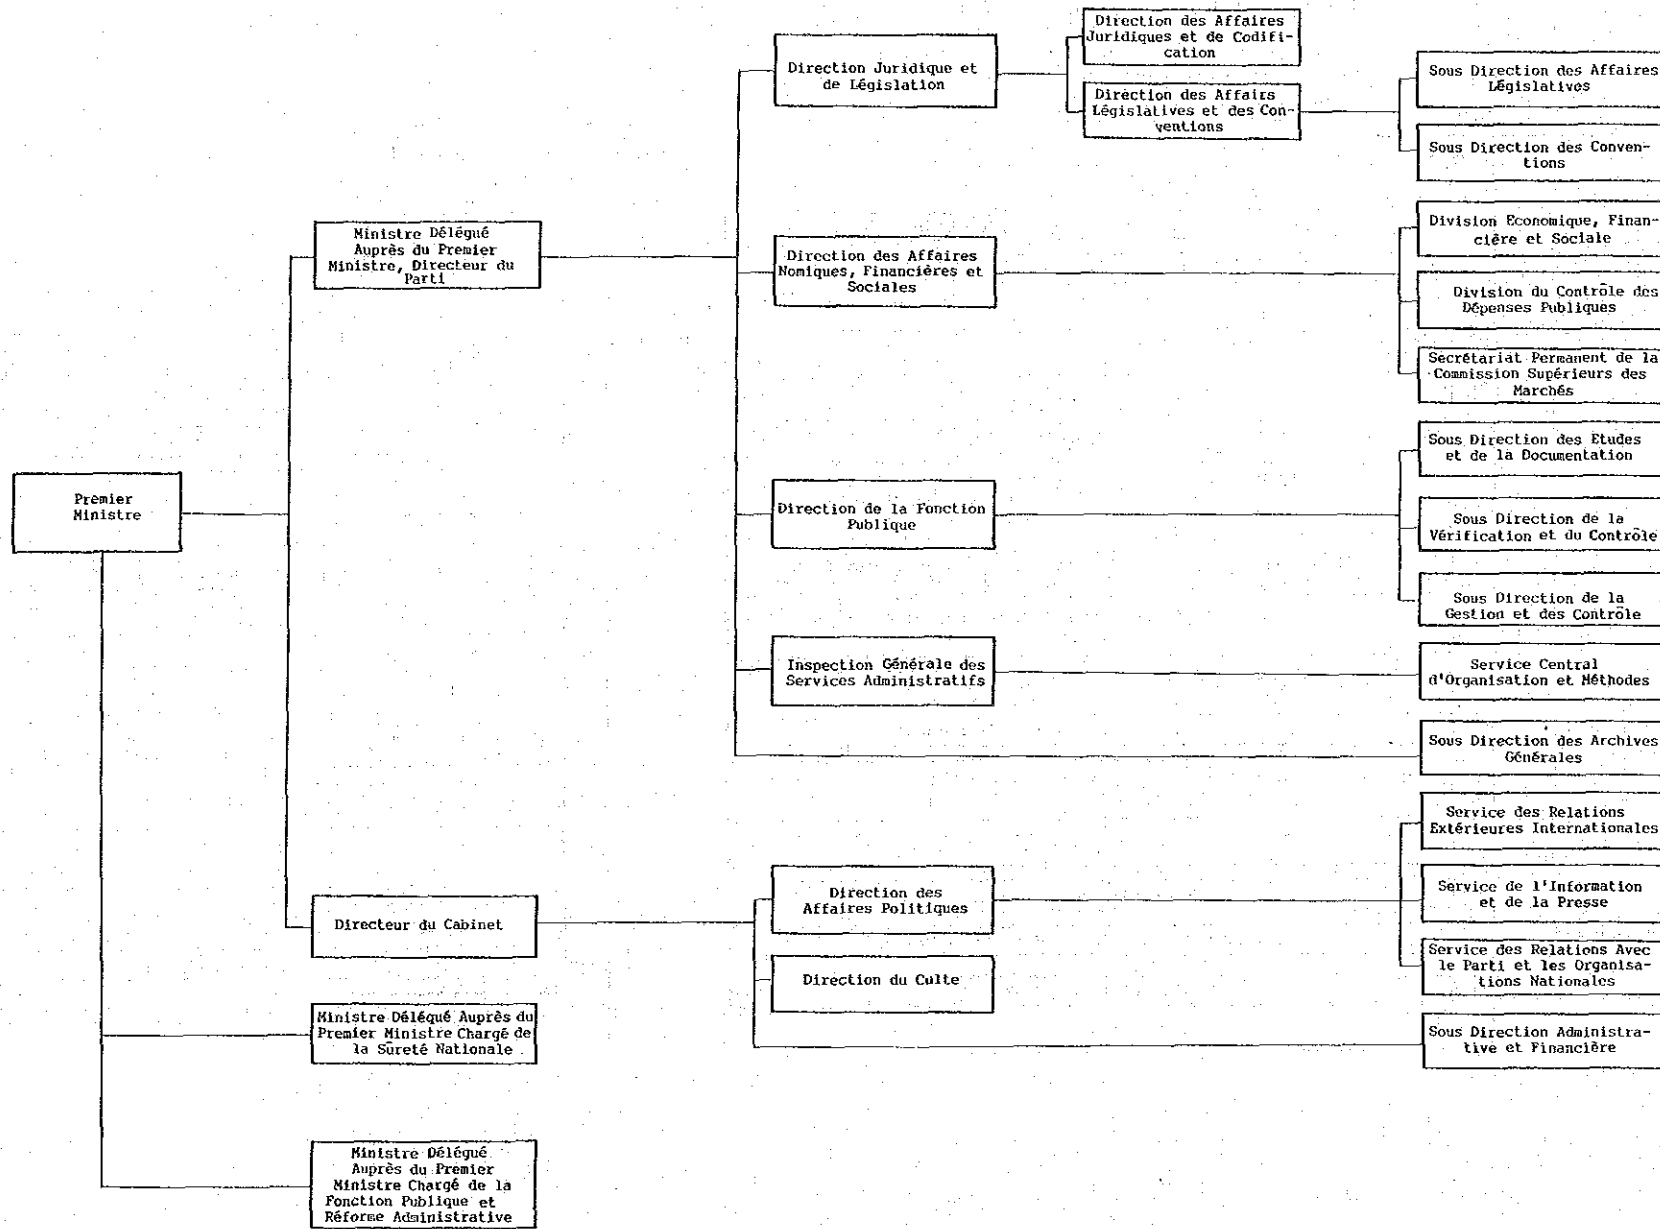 Premier
Ministre
Ministre Délégué
Auprès du Premier
Ministre, Directeur du
Parti
Directeur du Cabinet
Ministre Déléqué Auprès du
Premier Ministre Chargé de
la Sûreté Nationale
Ministre Délégué
Auprès du Premier
Ministre Chargé de la
Fonction Publique et
Réforme Administrative
Direction Juridique et
de Législation
Direction des Affaires
Nomiques, Financières et
Sociales
Direction de la Fonction
Publique
Inspection Générale des
Services Administratifs
Direction des
Affaires Politiques
Direction du Culte
Direction des Affaires
Juridiques et de Codifi-
cation
Direction des Affairs
Législatives et des Con-
ventions
Sous Direction des Affaires
Législatives
Sous Direction des Conven-
tions
Division Economique, Finan-
cière et Sociale
Division du Contrôle des
Dépenses Publiques
Secrétariat Permanent de la
Commission Supérieurs des
Marchés
Sous Direction des Etudes
et de la Documentation
Sous Direction de la
Vérification et du Contrôle
Sous Direction de la
Gestion et des Contrôle
Service Central
d'Organisation et Méthodes
Sous Direction des Archives
Générales
Service des Relations
Extérieures Internationales
Service de l'Information
et de la Presse
Service des Relations Avec
le Parti et les Organisa-
tions Nationales
Sous Direction Administra-
tive et Financière